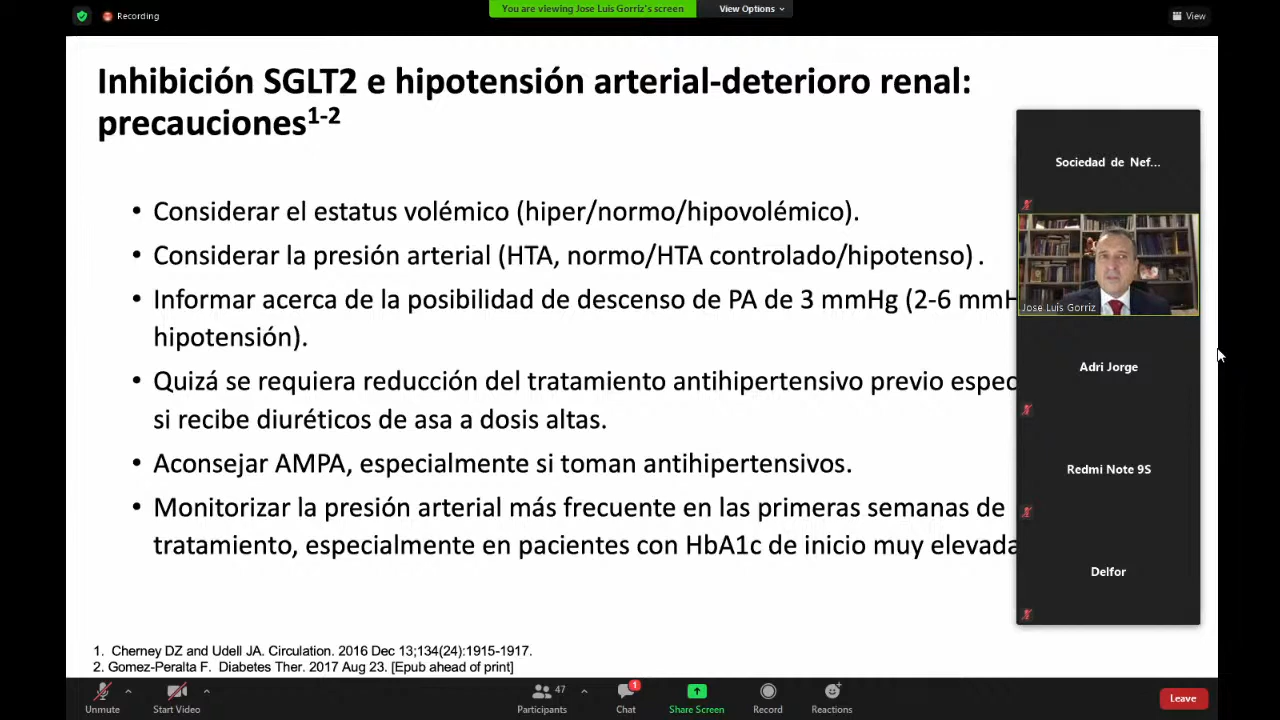 You are viewing Jose Luis Gorriz's screen
View Options
Recording
View
Inhibición SGLT2 e hipotensión arterial-deterioro renal:
precauciones1-2
• Considerar el estatus volémico (hiper/normo/hipovolémico).
• Considerar la presión arterial (HTA, normo/HTA controlado/hipotenso).
• Informar acerca de la posibilidad de descenso de PA de 3 mmHg (2-6
hipotensión).
• Quizá se requiera reducción del tratamiento antihipertensivo previo
si recibe diuréticos de asa a dosis altas.
• Aconsejar AMPA, especialmente si toman antihipertensivos.
• Monitorizar la presión arterial más frecuente en las primeras semanas de
tratamiento, especialmente en pacientes con HbA1c de inicio muy elevada
1. Cherney DZ and Udell JA. Circulation. 2016 Dec 13;134(24):1915-1917.
2. Gomez-Peralta F. Diabetes Ther. 2017 Aug 23. [Epub ahead of print]
Sociedad de Nef...
Jose Luis Gorriz
Adri Jorge
Redmi Note 9S
Delfor
Unmute
Start Video
47
Participants
1
Chat
Share Screen
Record
Reactions
Leave